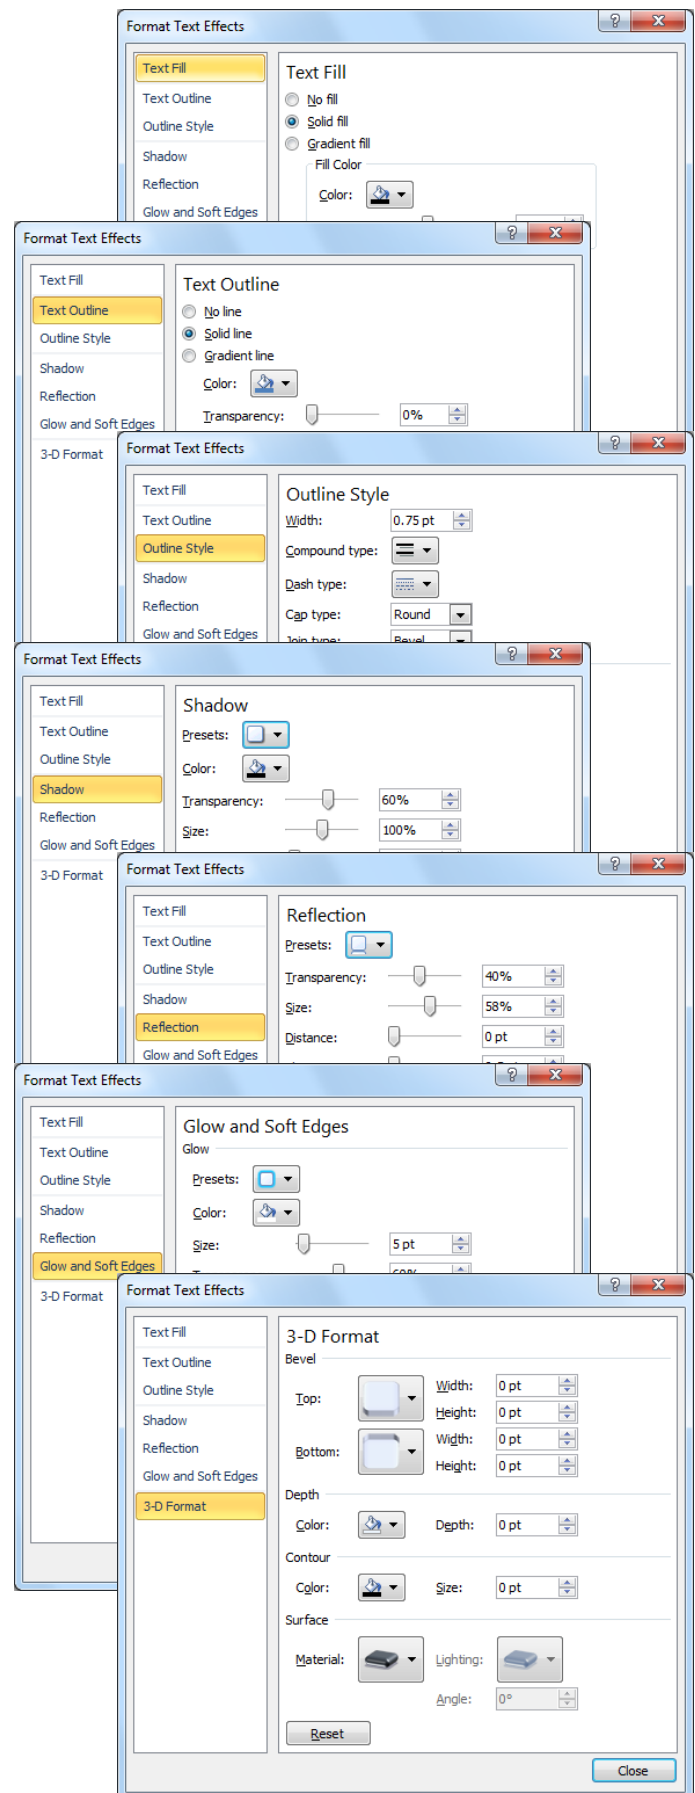 Format Text Effects
Text Fill
Text Outline
Outline Style
Shadow
Reflection
Glow and Soft Edges
Text Fill
No fill
Solid fill
Gradient fill
Fill Color
Color:
Format Text Effects
Text Fill
Text Outline
Outline Style
Shadow
Reflection
Glow and Soft Edges
3-D Format
Text Outline
No line
Solid line
Gradient line
Color:
Transparency: 0%
Format Text Effects
Text Fill
Text Outline
Outline Style
Shadow
Reflection
Glow and Soft Edges
Outline Style
Width: 0.75 pt
Compound type:
Dash type:
Cap type: Round
Join type: Bevel
Format Text Effects
Text Fill
Text Outline
Outline Style
Shadow
Reflection
Glow and Soft Edges
3-D Format
Shadow
Presets:
Color:
Transparency: 60%
Size: 100%
Format Text Effects
Text Fill
Text Outline
Outline Style
Shadow
Reflection
Glow and Soft Edges
Reflection
Presets:
Transparency: 40%
Size: 58%
Distance: 0 pt
Format Text Effects
Text Fill
Text Outline
Outline Style
Shadow
Reflection
Glow and Soft Edges
3-D Format
Glow and Soft Edges
Glow
Presets:
Color:
Size: 5 pt
60%
Format Text Effects
Text Fill
Text Outline
Outline Style
Shadow
Reflection
Glow and Soft Edges
3-D Format
3-D Format
Bevel
Top: Width: 0 pt
Height: 0 pt
Bottom: Width: 0 pt
Height: 0 pt
Depth
Color: Depth: 0 pt
Contour
Color: Size: 0 pt
Surface
Material: Lighting:
Angle: 0°
Reset
Close